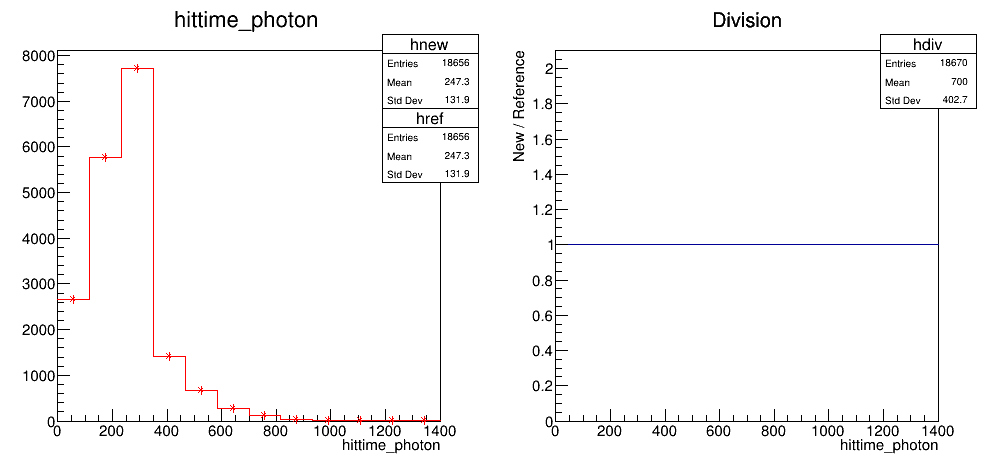 hittime_photon
hnew
Entries 18656
Mean 247.3
Std Dev 131.9
href
Entries 18656
Mean 247.3
Std Dev 131.9
8000
7000
6000
5000
4000
3000
2000
1000
0
0 200 400 600 800 1000 1200 1400
hittime_photon
Division
hdiv
Entries 18670
Mean 700
Std Dev 402.7
New / Reference
2
1.8
1.6
1.4
1.2
1
0.8
0.6
0.4
0.2
0
0 200 400 600 800 1000 1200 1400
hittime_photon